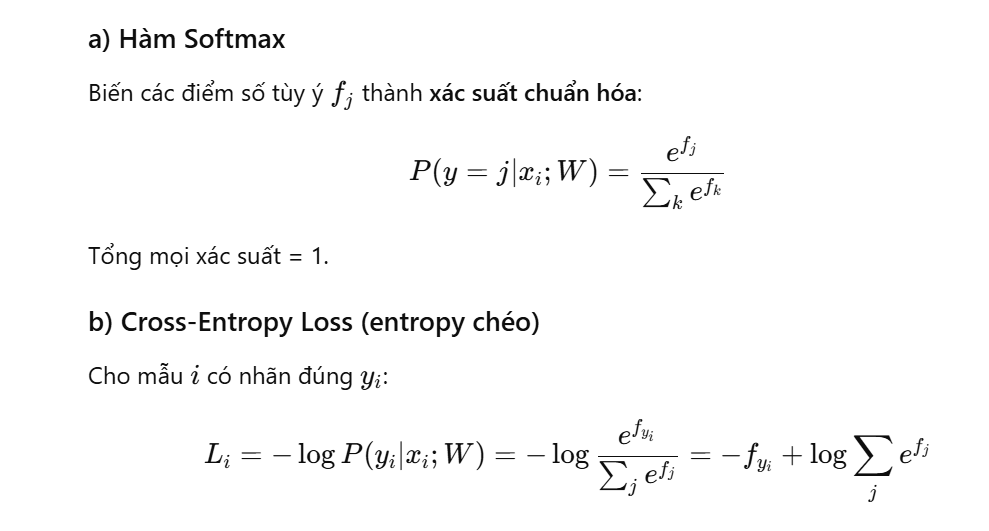 a) Hàm Softmax
Biến các điểm số tùy ý $f_j$ thành xác suất chuẩn hóa:
$P(y = j|x_i; W) = \frac{e^{f_j}}{\sum_k e^{f_k}}$
Tổng mọi xác suất = 1.
b) Cross-Entropy Loss (entropy chéo)
Cho mẫu $i$ có nhãn đúng $y_i$:
$L_i = -\log P(y_i|x_i; W) = -\log \frac{e^{f_{y_i}}}{\sum_j e^{f_j}} = -f_{y_i} + \log \sum_j e^{f_j}$